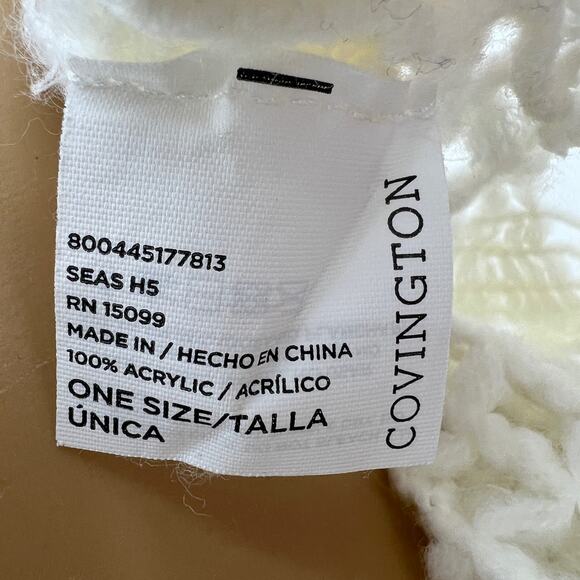 800445177813
SEAS H5
RN 15099
MADE IN / HECHO EN CHINA
100% ACRYLIC / ACRÍLICO
ONE SIZE/TALLA
ÚNICA
COVINGTON